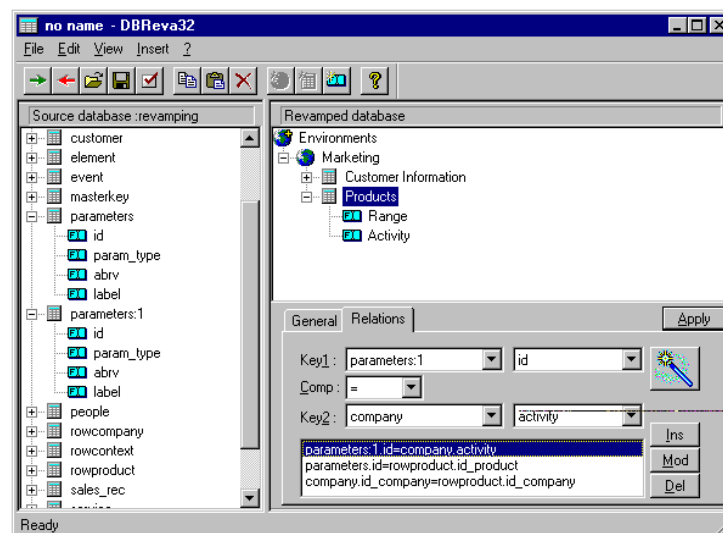 no name - DBReva32
File Edit View Insert ?
Source database :revamping
customer
element
event
masterkey
parameters
id
param_type
abrv
label
parameters:1
id
param_type
abrv
label
people
rowcompany
rowcontext
rowproduct
sales_rec
Revamped database
Environments
Marketing
Customer Information
Products
Range
Activity
General Relations Apply
Key1 : parameters:1 id
Comp : =
Key2 : company activity
parameters:1.id=company.activity
parameters.id=rowproduct.id_product
company.id_company=rowproduct.id_company
Ins
Mod
Del
Ready